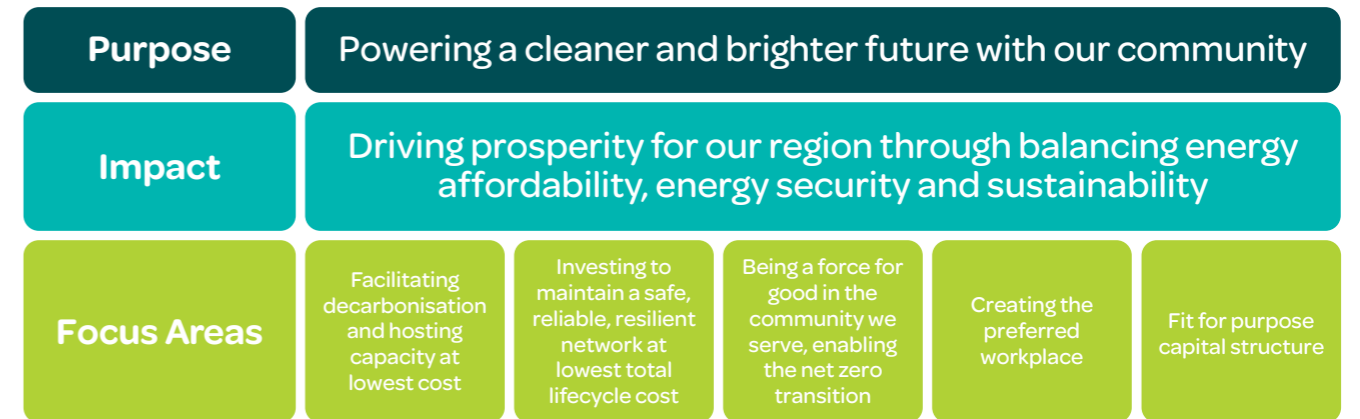 Purpose
Powering a cleaner and brighter future with our community
Impact
Driving prosperity for our region through balancing energy
affordability, energy security and sustainability
Focus Areas
Facilitating
decarbonisation
and hosting
capacity at
lowest cost
Investing to
maintain a safe,
reliable, resilient
network at
lowest total
lifecycle cost
Being a force for
good in the
community we
serve, enabling
the net zero
transition
Creating the
preferred
workplace
Fit for purpose
capital structure